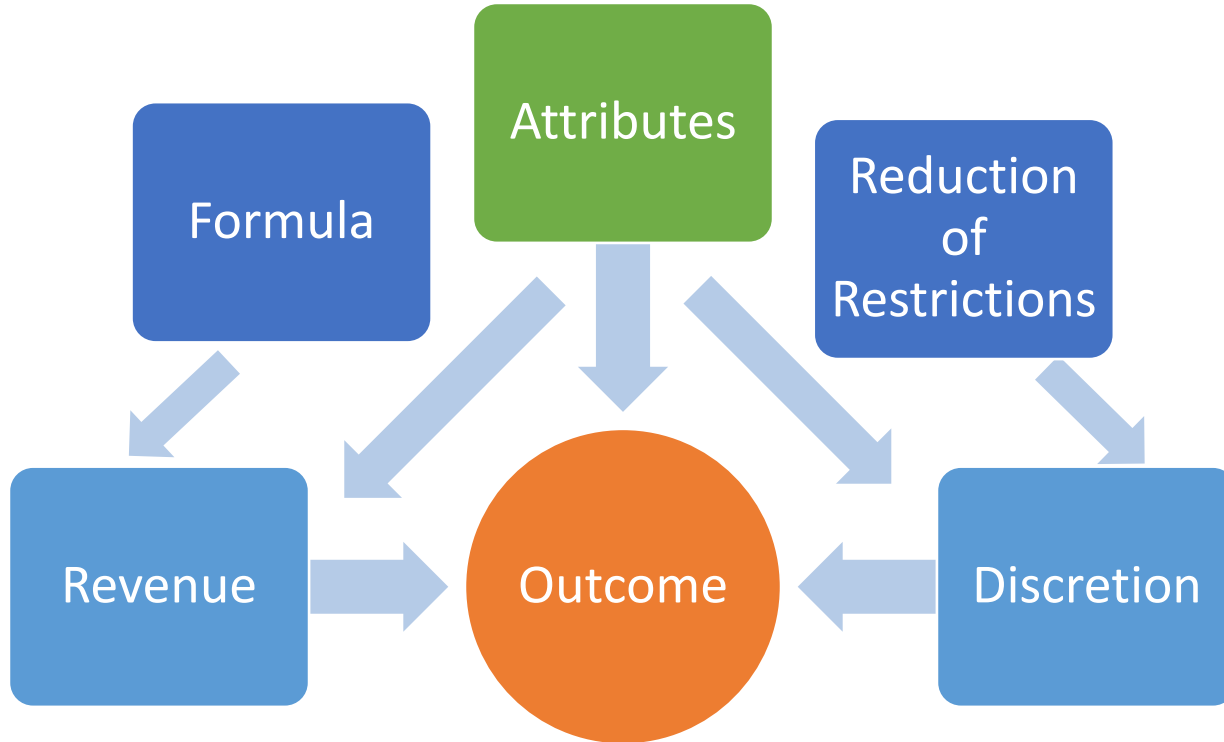 Attributes
Formula
Reduction
of
Restrictions
Revenue
Outcome
Discretion